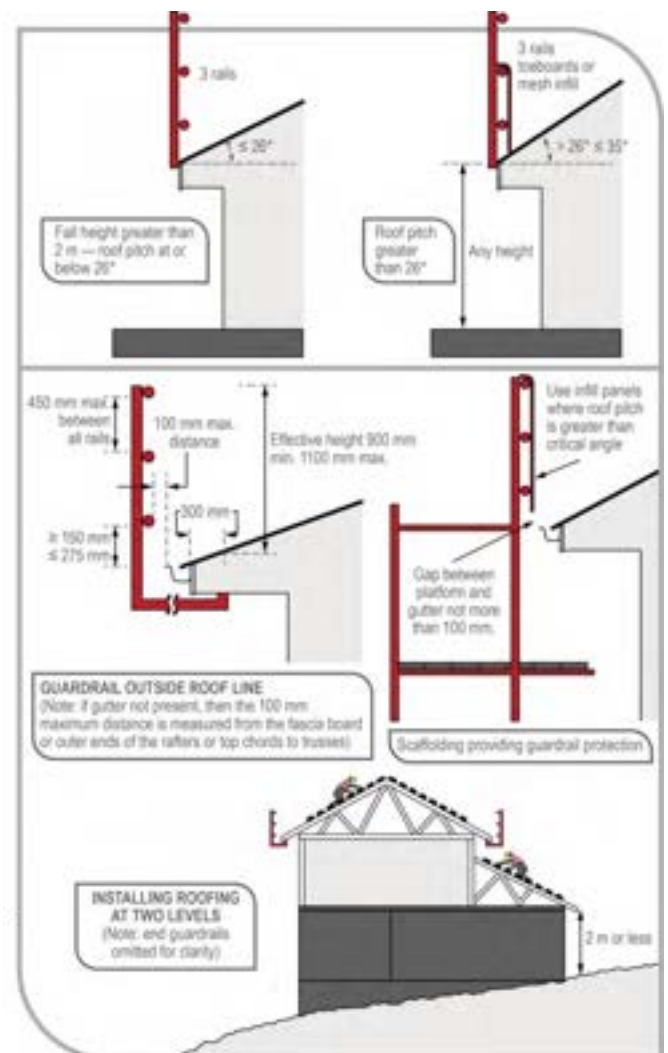 3 rails
≤ 26°
Fall height greater than
2 m — roof pitch at or
below 26°
3 rails
toeboards or
mesh infill
> 26° ≤ 35°
Roof pitch
greater
than 26°
Any height
450 mm max.
between
all rails
100 mm max.
distance
Effective height 900 mm
min. 1100 mm max.
300 mm
≥ 150 mm
≤ 275 mm
GUARDRAIL OUTSIDE ROOF LINE
(Note: If gutter not present, then the 100 mm
maximum distance is measured from the fascia board
or outer ends of the rafters or top chords to trusses)
Use infill panels
where roof pitch
is greater than
critical angle
Gap between
platform and
gutter not more
than 100 mm.
Scaffolding providing guardrail protection
INSTALLING ROOFING
AT TWO LEVELS
(Note: end guardrails
omitted for clarity)
2 m or less